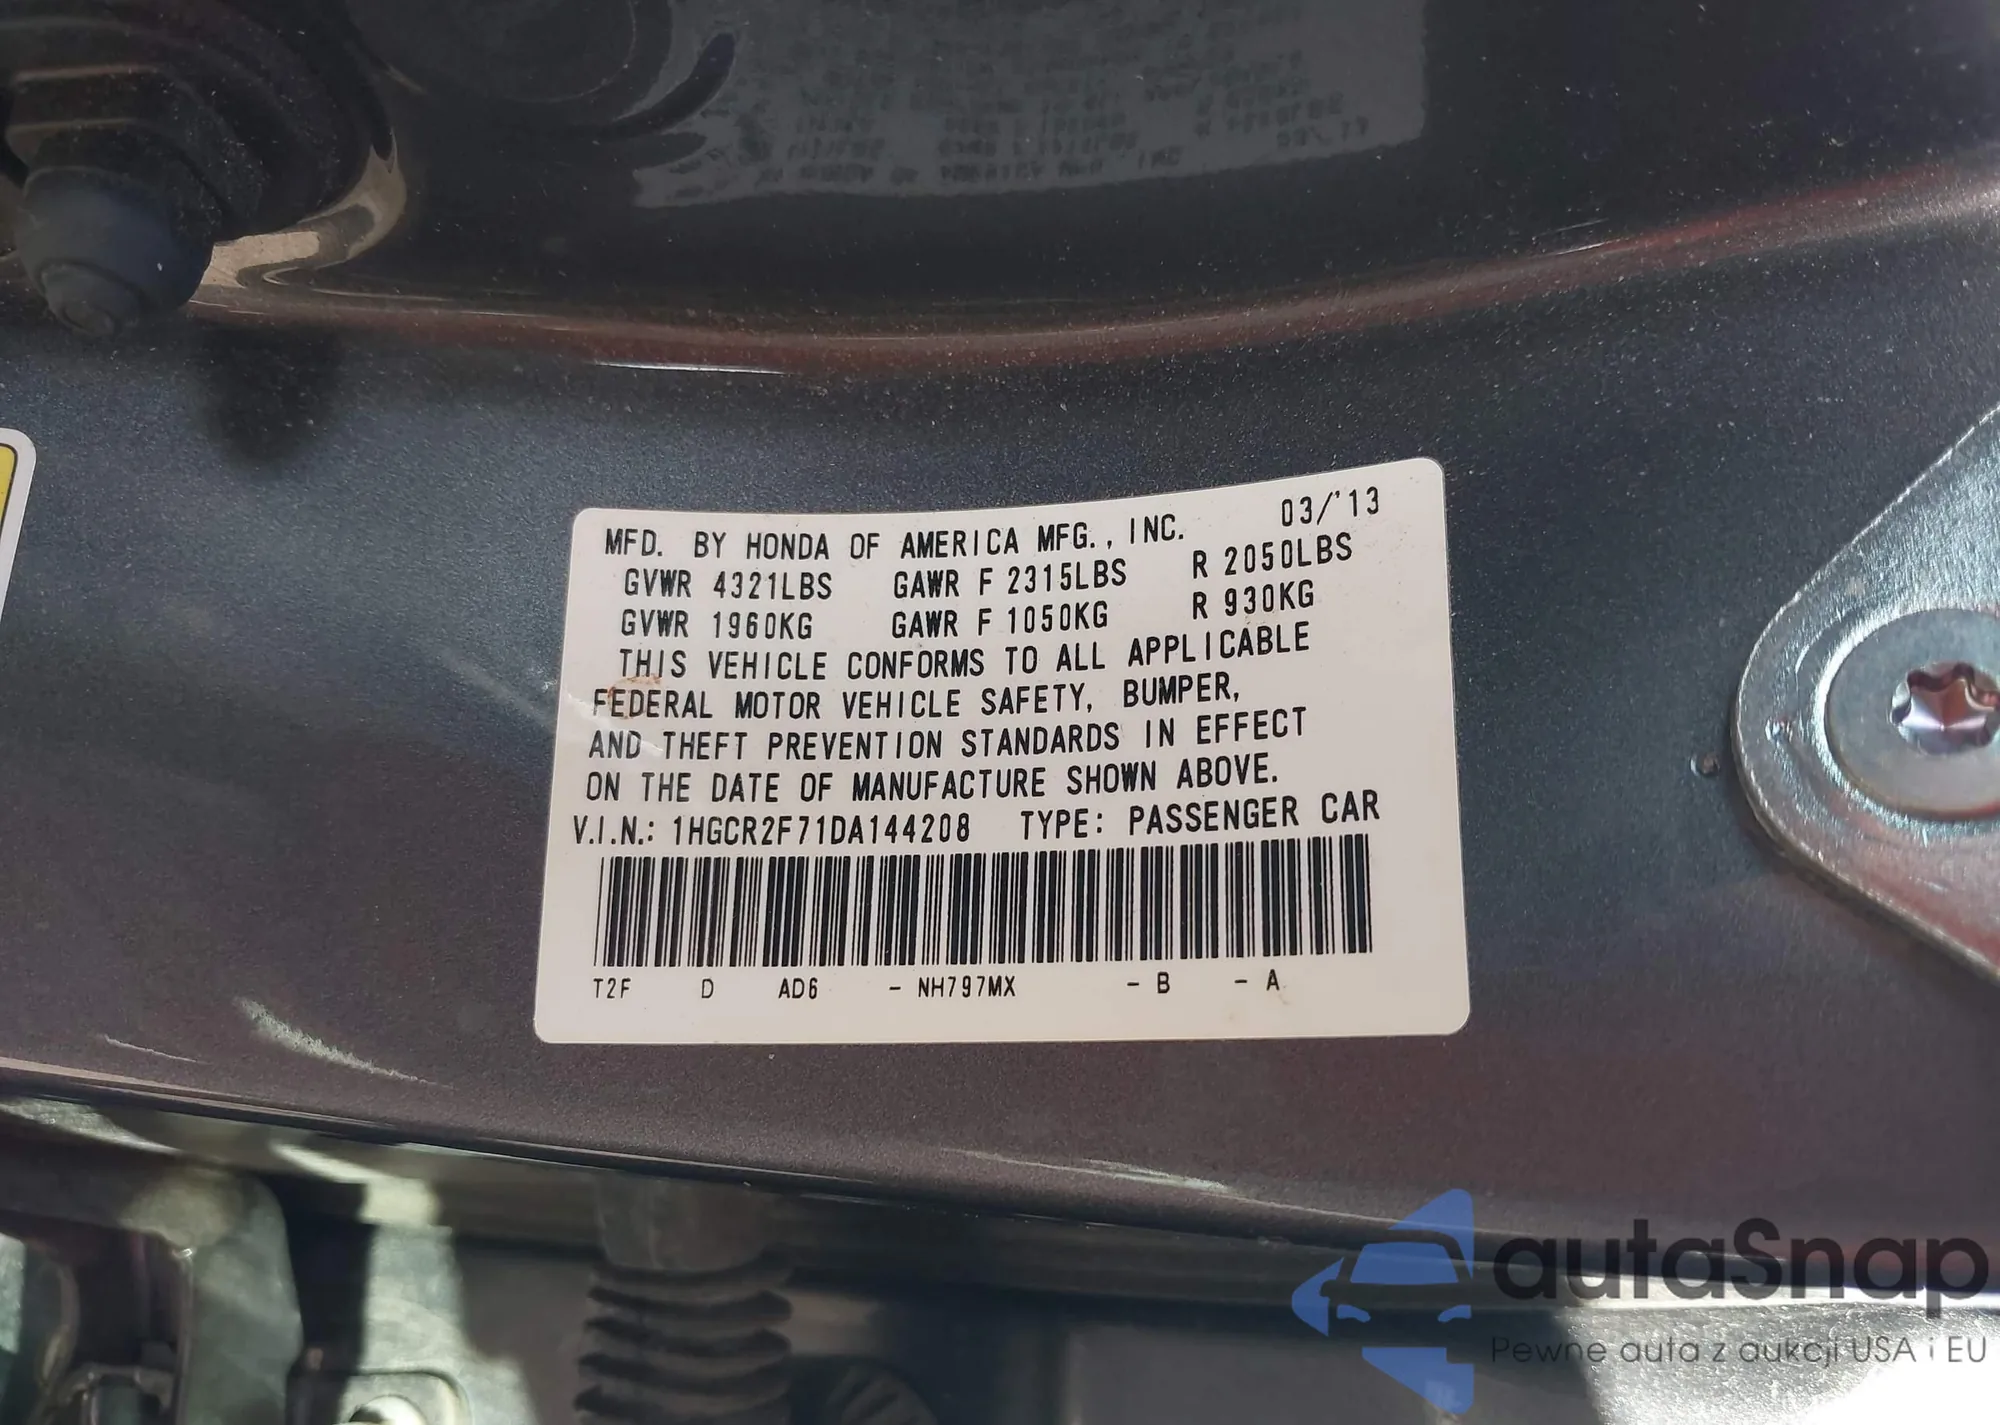 MFD. BY HONDA OF AMERICA MFG., INC. 03/'13
GVWR 4321LBS GAWR F 2315LBS R 2050LBS
GVWR 1960KG GAWR F 1050KG R 930KG
THIS VEHICLE CONFORMS TO ALL APPLICABLE
FEDERAL MOTOR VEHICLE SAFETY, BUMPER,
AND THEFT PREVENTION STANDARDS IN EFFECT
ON THE DATE OF MANUFACTURE SHOWN ABOVE.
V.I.N.: 1HGCR2F71DA144208 TYPE: PASSENGER CAR
T2F D AD6 - NH797MX - B - A
autaSnap
Pewne auta z aukcji USA i EU